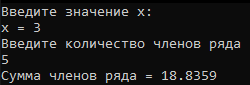 Введите значение x:
x = 3
Введите количество членов ряда
5
Сумма членов ряда = 18.8359